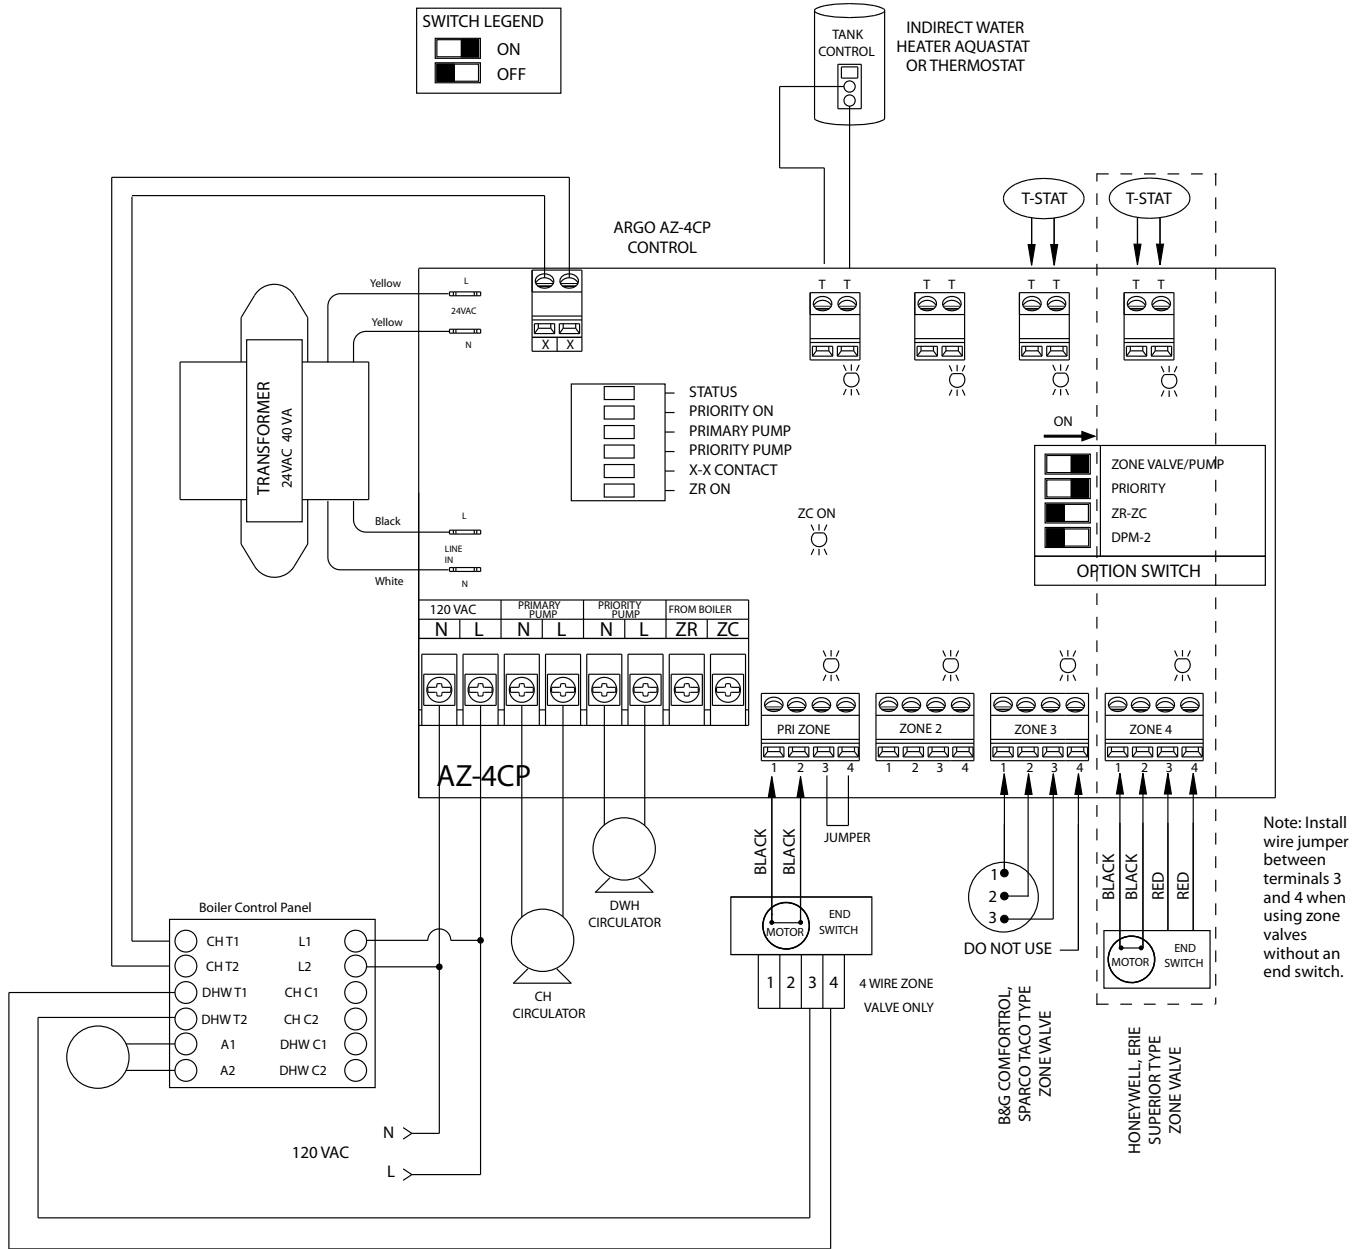 SWITCH LEGEND
ON
OFF
TANK
CONTROL
INDIRECT WATER
HEATER AQUASTAT
OR THERMOSTAT
T-STAT
T-STAT
ARGO AZ-4CP
CONTROL
T T
T T
T T
T T
Yellow
L
24VAC
Yellow
N
X X
TRANSFORMER
24VAC 40 VA
STATUS
PRIORITY ON
PRIMARY PUMP
PRIORITY PUMP
X-X CONTACT
ZR ON
ON
ZONE VALVE/PUMP
PRIORITY
ZR-ZC
DPM-2
OPTION SWITCH
ZC ON
Black
L
LINE
IN
White
N
120 VAC
PRIMARY
PUMP
PRIORITY
PUMP
FROM BOILER
N L N L N L ZR ZC
PRI ZONE
ZONE 2
ZONE 3
ZONE 4
1 2 3 4
1 2 3 4
1 2 3 4
1 2 3 4
AZ-4CP
JUMPER
BLACK
BLACK
BLACK
BLACK
RED
RED
Note: Install
wire jumper
between
terminals 3
and 4 when
using zone
valves
without an
end switch.
DWH
CIRCULATOR
CH
CIRCULATOR
MOTOR
END
SWITCH
1 2 3 4
4 WIRE ZONE
VALVE ONLY
1
2
3
DO NOT USE
MOTOR
END
SWITCH
B&G COMFORTROL,
SPARCO TACO TYPE
ZONE VALVE
HONEYWELL, ERIE
SUPERIOR TYPE
ZONE VALVE
Boiler Control Panel
CH T1 L1
CH T2 L2
DHW T1 CH C1
DHW T2 CH C2
A1 DHW C1
A2 DHW C2
N
120 VAC
L